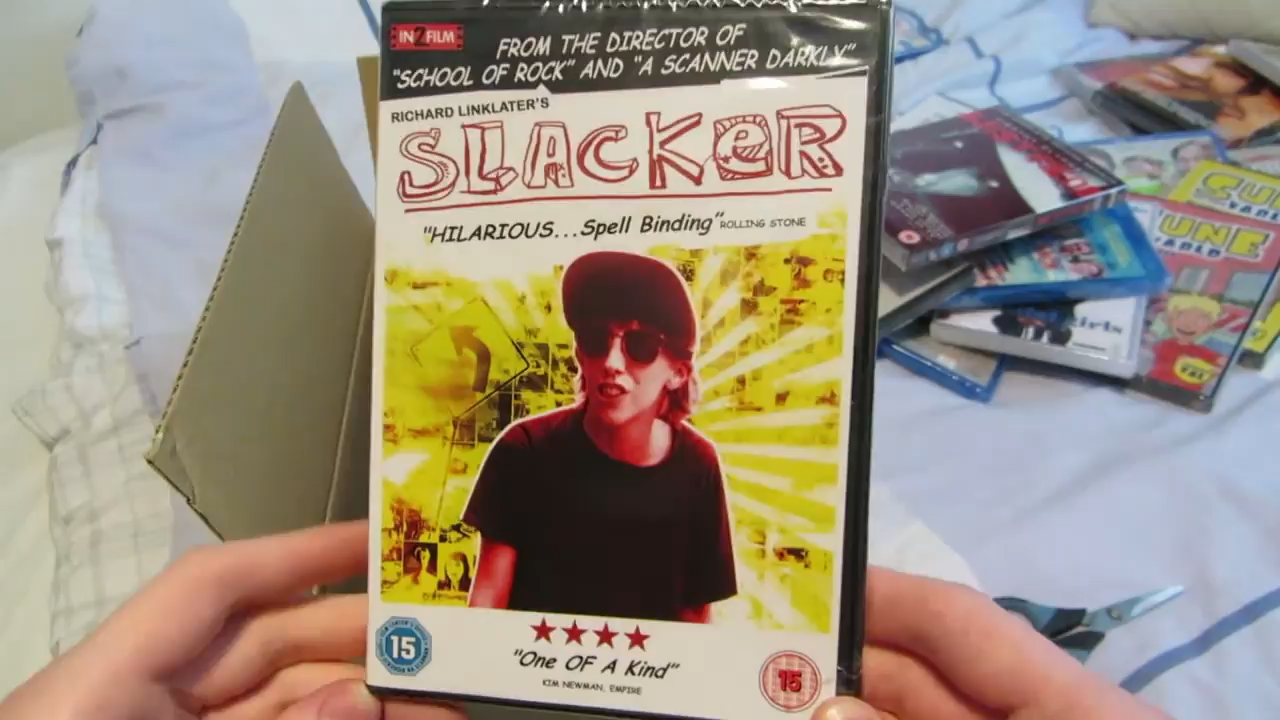 IN2FILM
FROM THE DIRECTOR OF
"SCHOOL OF ROCK" AND "A SCANNER DARKLY"
RICHARD LINKLATER'S
SLACKER
"HILARIOUS...Spell Binding" ROLLING STONE
15
"One OF A Kind"
KIM NEWMAN, EMPIRE
15